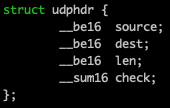 struct udphdr {
        __be16  source;
        __be16  dest;
        __be16  len;
        __sum16 check;
};